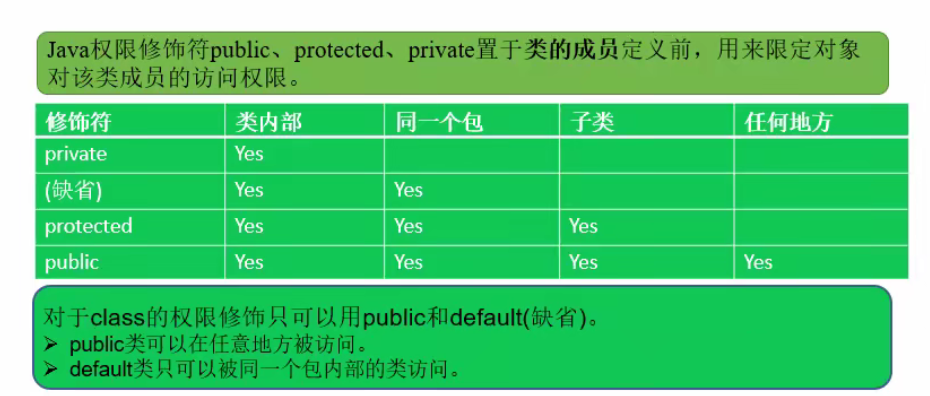 Java权限修饰符public、protected、private置于类的成员定义前，用来限定对象
对该类成员的访问权限。
修饰符 类内部 同一个包 子类 任何地方
private Yes
(缺省) Yes Yes
protected Yes Yes Yes
public Yes Yes Yes Yes
对于class的权限修饰只可以用public和default(缺省)。
➢ public类可以在任意地方被访问。
➢ default类只可以被同一个包内部的类访问。